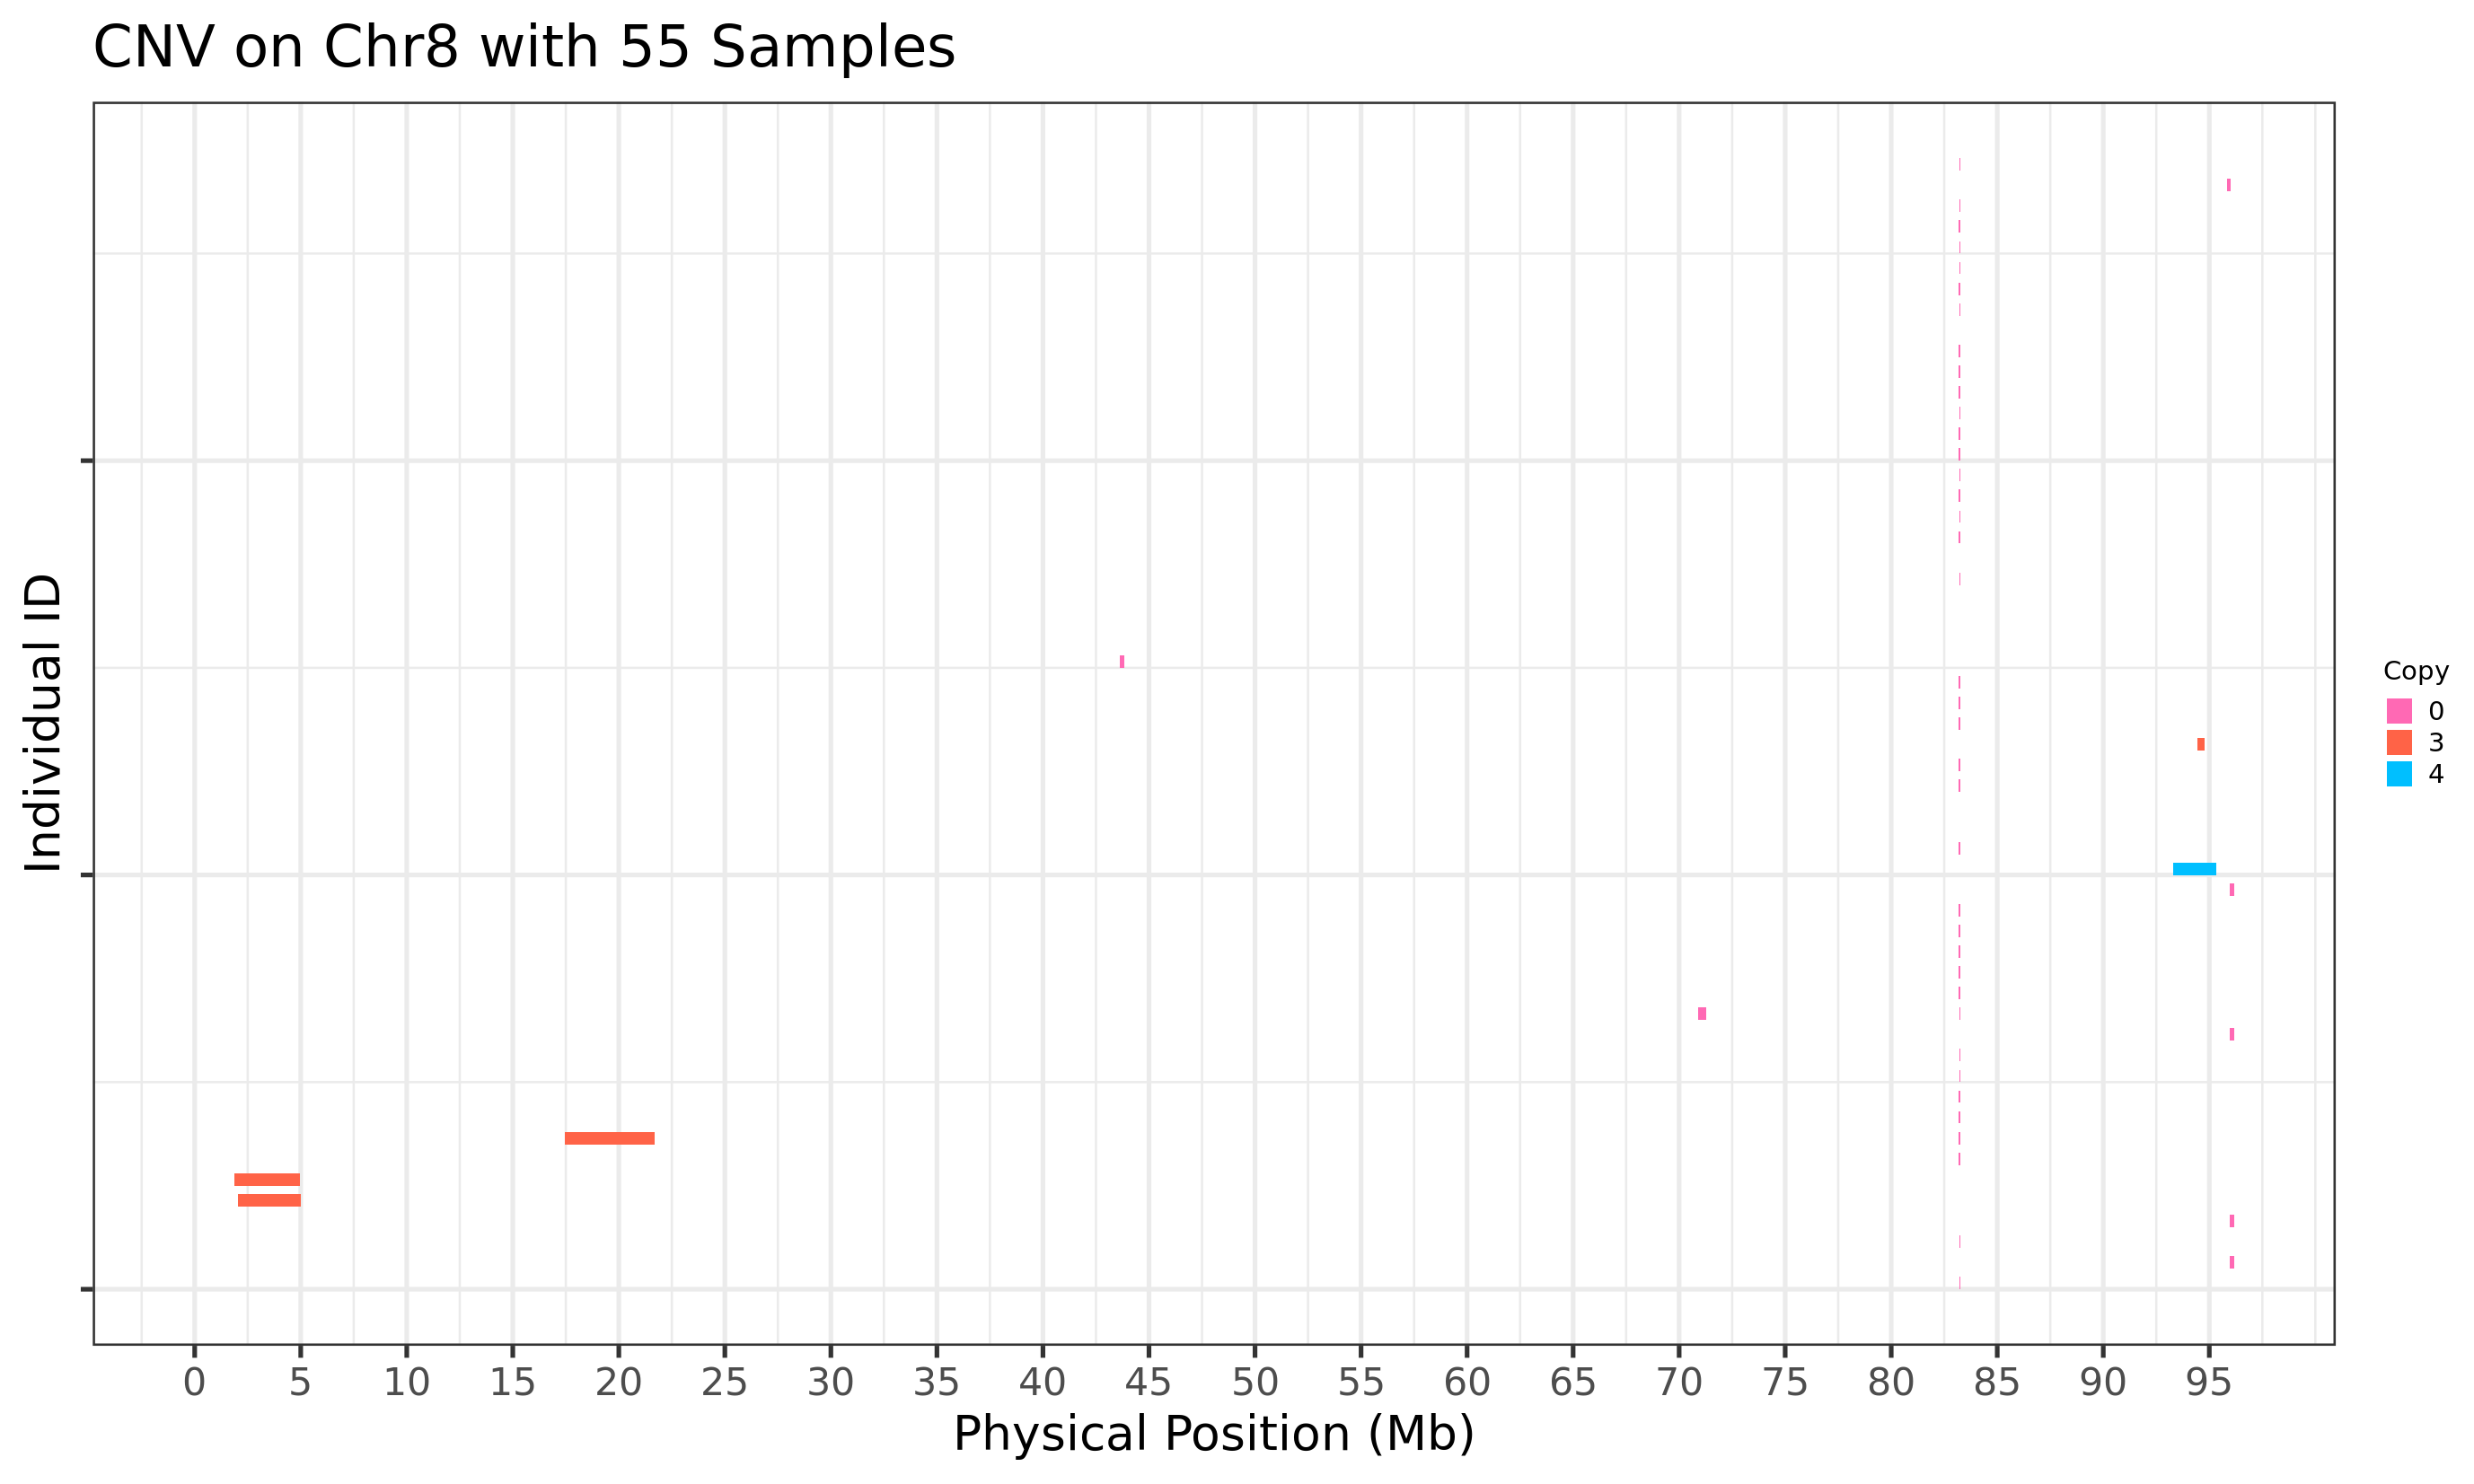 CNV on Chr8 with 55 Samples
Individual ID
Copy
0
3
4
0 5 10 15 20 25 30 35 40 45 50 55 60 65 70 75 80 85 90 95
Physical Position (Mb)